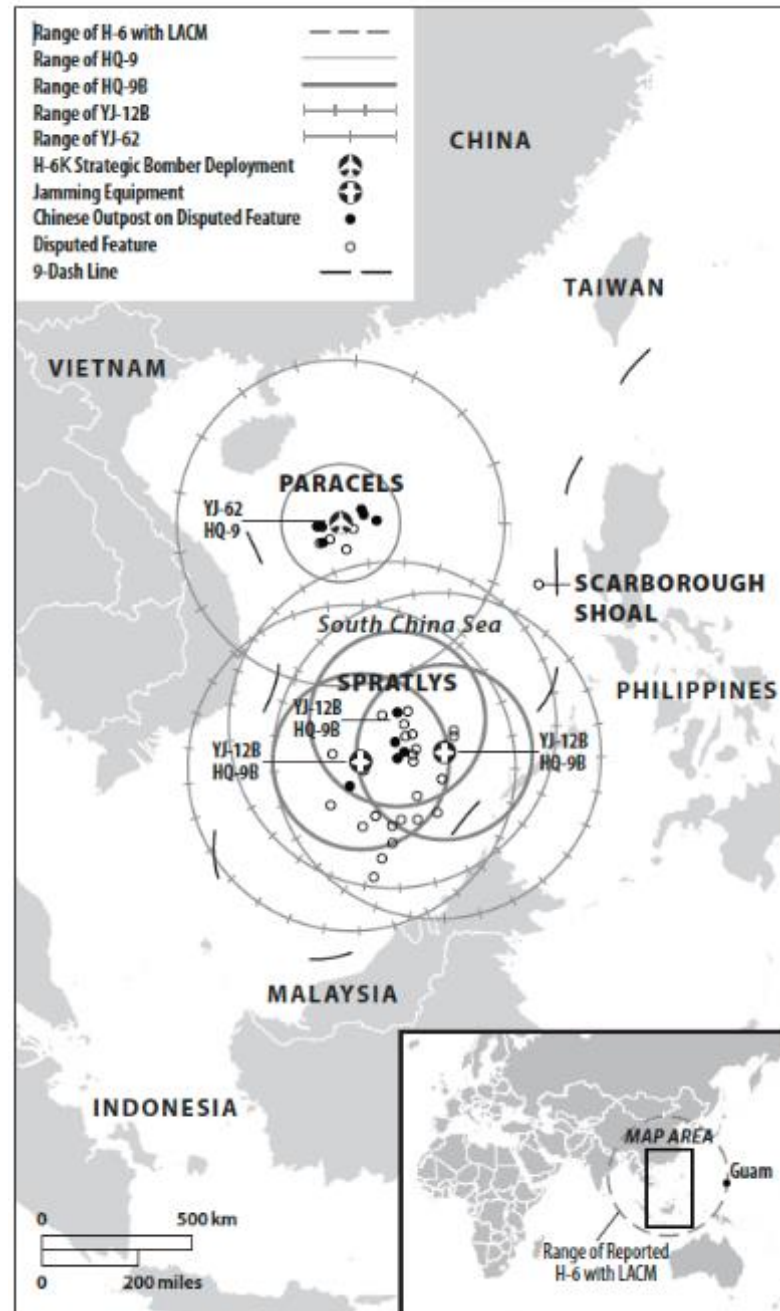 Range of H-6 with LACM
Range of HQ-9
Range of HQ-9B
Range of YJ-12B
Range of YJ-62
H-6K Strategic Bomber Deployment
Jamming Equipment
Chinese Outpost on Disputed Feature
Disputed Feature
9-Dash Line
CHINA
TAIWAN
VIETNAM
PARACELS
YJ-62
HQ-9
SCARBOROUGH
SHOAL
South China Sea
SPRATLYS
PHILIPPINES
YJ-12B
HQ-9B
YJ-12B
HQ-9B
YJ-12B
HQ-9B
MALAYSIA
INDONESIA
MAP AREA
Guam
Range of Reported
H-6 with LACM
0 500 km
0 200 miles